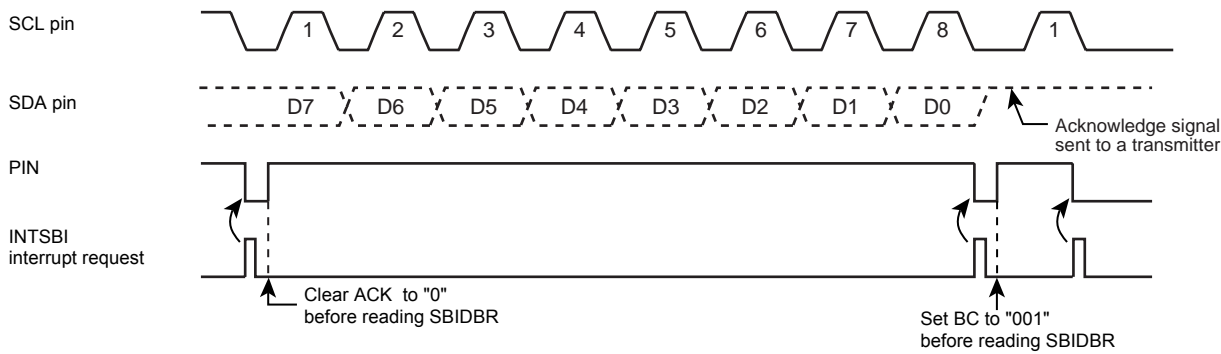 SCL pin
1 2 3 4 5 6 7 8 1
SDA pin
D7 D6 D5 D4 D3 D2 D1 D0
Acknowledge signal
sent to a transmitter
PIN
INTSBI
interrupt request
Clear ACK to "0"
before reading SBIDBR
Set BC to "001"
before reading SBIDBR